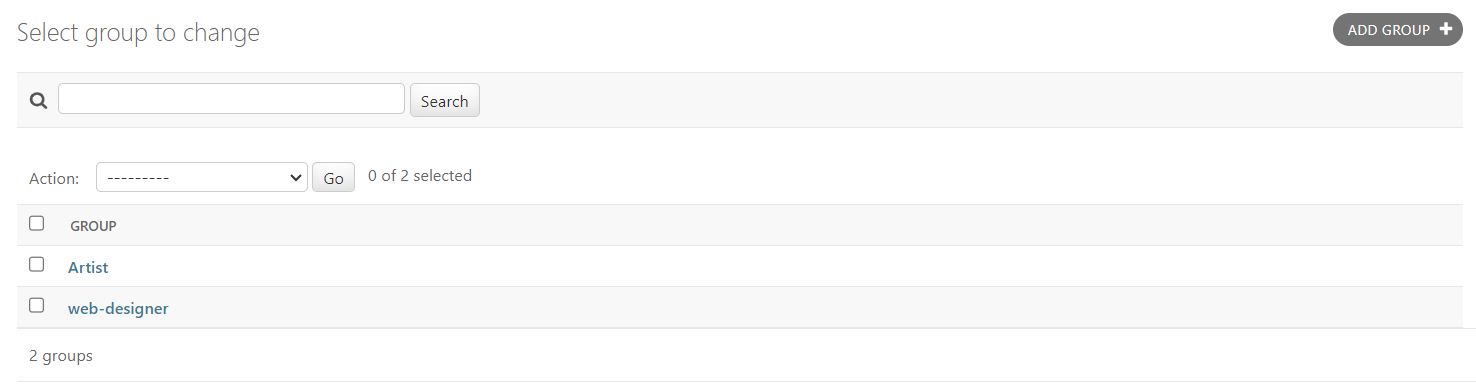 Select group to change
ADD GROUP +
Search
Action: --------- Go 0 of 2 selected
GROUP
Artist
web-designer
2 groups